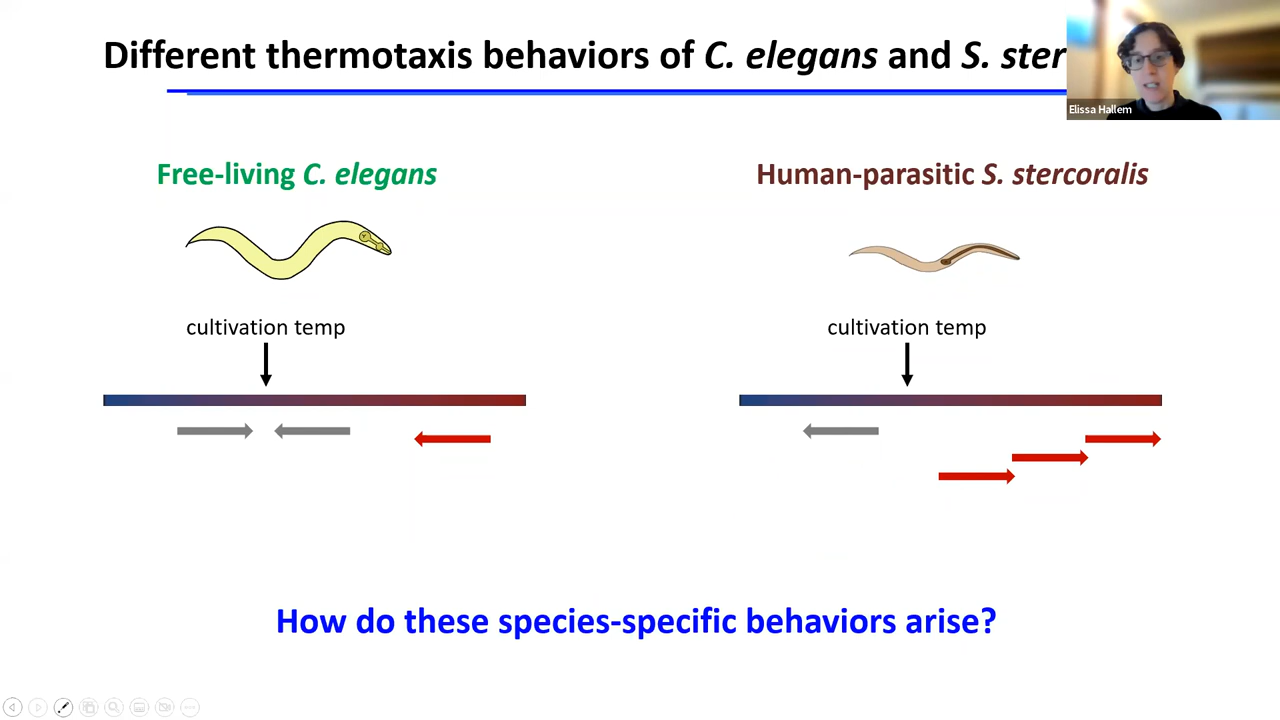 Different thermotaxis behaviors of C. elegans and S. ster
Elissa Hallem
Free-living C. elegans
Human-parasitic S. stercoralis
cultivation temp
cultivation temp
How do these species-specific behaviors arise?